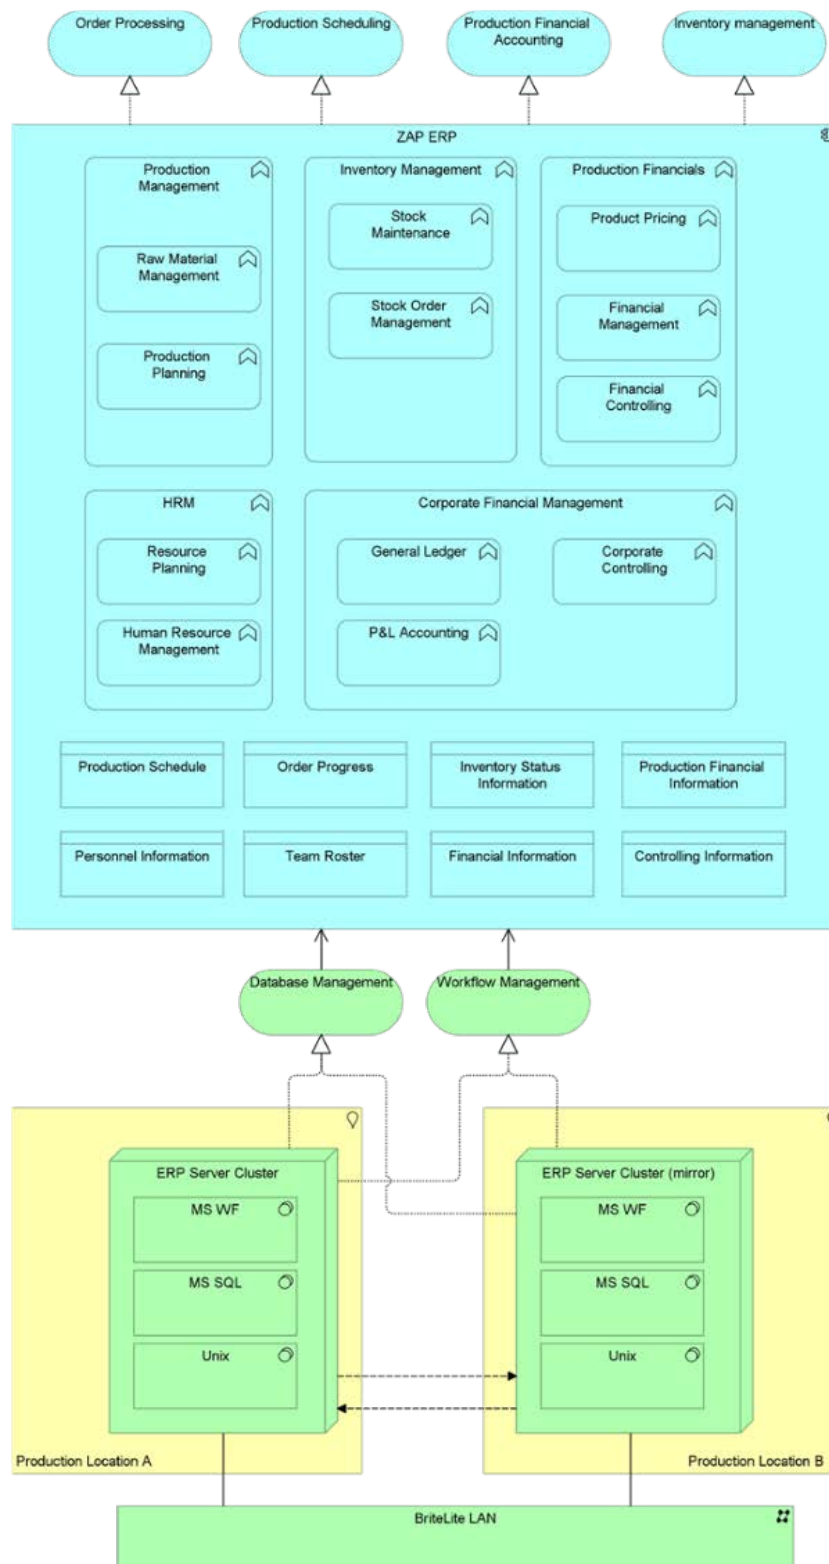 Order Processing
Production Scheduling
Production Financial
Accounting
Inventory management
ZAP ERP
Production
Management
Raw Material
Management
Production
Planning
Inventory Management
Stock
Maintenance
Stock Order
Management
Production Financials
Product Pricing
Financial
Management
Financial
Controlling
HRM
Resource
Planning
Human Resource
Management
Corporate Financial Management
General Ledger
Corporate
Controlling
P&L Accounting
Production Schedule
Order Progress
Inventory Status
Information
Production Financial
Information
Personnel Information
Team Roster
Financial Information
Controlling Information
Database Management
Workflow Management
ERP Server Cluster
MS WF
MS SQL
Unix
Production Location A
ERP Server Cluster (mirror)
MS WF
MS SQL
Unix
Production Location B
BriteLite LAN